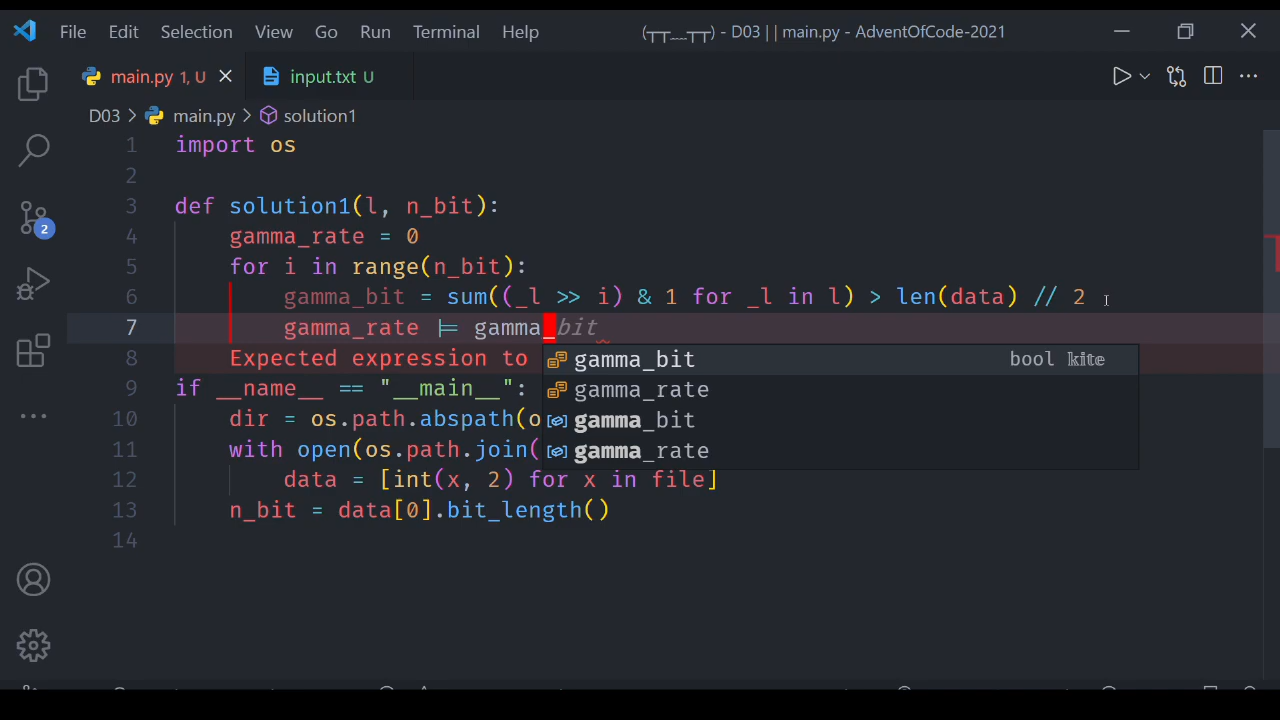 File Edit Selection View Go Run Terminal Help (┬┬﹏┬┬) - D03 | | main.py - AdventOfCode-2021
main.py 1, U input.txt U
D03 > main.py > solution1
1 import os
2
3 def solution1(l, n_bit):
4 gamma_rate = 0
5 for i in range(n_bit):
6 gamma_bit = sum((_l >> i) & 1 for _l in l) > len(data) // 2
7 gamma_rate |= gamma_bit
8 Expected expression to
gamma_bit bool kite
9 if __name__ == "__main__":
gamma_rate
10 dir = os.path.abspath(o
gamma_bit
11 with open(os.path.join(
gamma_rate
12 data = [int(x, 2) for x in file]
13 n_bit = data[0].bit_length()
14
2